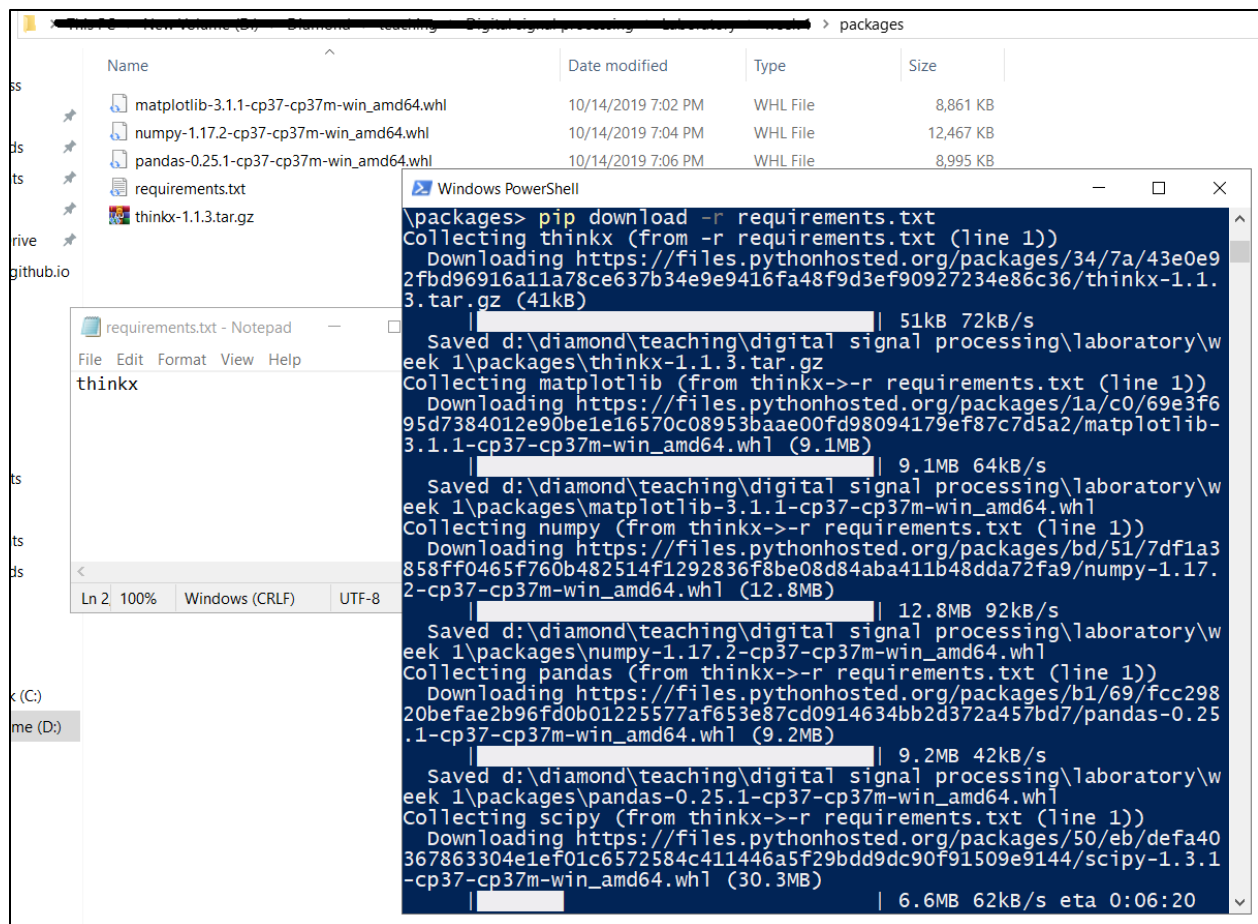 packages
Name Date modified Type Size
matplotlib-3.1.1-cp37-cp37m-win_amd64.whl 10/14/2019 7:02 PM WHL File 8,861 KB
numpy-1.17.2-cp37-cp37m-win_amd64.whl 10/14/2019 7:04 PM WHL File 12,467 KB
pandas-0.25.1-cp37-cp37m-win_amd64.whl 10/14/2019 7:06 PM WHL File 8,995 KB
requirements.txt
thinkx-1.1.3.tar.gz
ss
ds
ts
rive
github.io
ts
ts
ds
k (C:)
me (D:)
requirements.txt - Notepad
File Edit Format View Help
thinkx
Ln 2 100% Windows (CRLF) UTF-8
Windows PowerShell
\packages> pip download -r requirements.txt
Collecting thinkx (from -r requirements.txt (line 1))
Downloading https://files.pythonhosted.org/packages/34/7a/43e0e9
2fbd96916a11a78ce637b34e9e9416fa48f9d3ef90927234e86c36/thinkx-1.1.
3.tar.gz (41kB)
| | 51kB 72kB/s
Saved d:\diamond\teaching\digital signal processing\laboratory\w
eek 1\packages\thinkx-1.1.3.tar.gz
Collecting matplotlib (from thinkx->-r requirements.txt (line 1))
Downloading https://files.pythonhosted.org/packages/1a/c0/69e3f6
95d7384012e90be1e16570c08953baae00fd98094179ef87c7d5a2/matplotlib-
3.1.1-cp37-cp37m-win_amd64.whl (9.1MB)
| | 9.1MB 64kB/s
Saved d:\diamond\teaching\digital signal processing\laboratory\w
eek 1\packages\matplotlib-3.1.1-cp37-cp37m-win_amd64.whl
Collecting numpy (from thinkx->-r requirements.txt (line 1))
Downloading https://files.pythonhosted.org/packages/bd/51/7df1a3
858ff0465f760b482514f1292836f8be08d84aba411b48dda72fa9/numpy-1.17.
2-cp37-cp37m-win_amd64.whl (12.8MB)
| | 12.8MB 92kB/s
Saved d:\diamond\teaching\digital signal processing\laboratory\w
eek 1\packages\numpy-1.17.2-cp37-cp37m-win_amd64.whl
Collecting pandas (from thinkx->-r requirements.txt (line 1))
Downloading https://files.pythonhosted.org/packages/b1/69/fcc298
20befae2b96fd0b01225577af653e87cd0914634bb2d372a457bd7/pandas-0.25
.1-cp37-cp37m-win_amd64.whl (9.2MB)
| | 9.2MB 42kB/s
Saved d:\diamond\teaching\digital signal processing\laboratory\w
eek 1\packages\pandas-0.25.1-cp37-cp37m-win_amd64.whl
Collecting scipy (from thinkx->-r requirements.txt (line 1))
Downloading https://files.pythonhosted.org/packages/50/eb/defa40
367863304e1ef01c6572584c411446a5f29bdd9dc90f91509e9144/scipy-1.3.1
-cp37-cp37m-win_amd64.whl (30.3MB)
| | 6.6MB 62kB/s eta 0:06:20